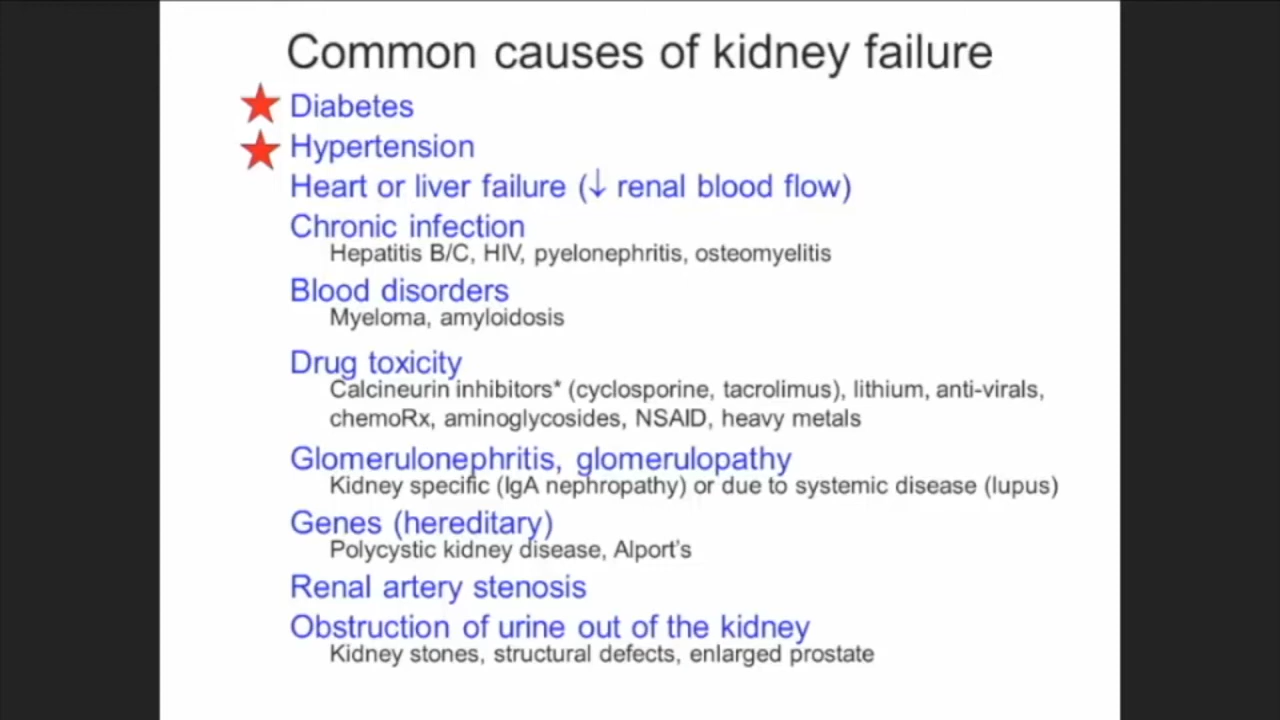 Common causes of kidney failure
Diabetes
Hypertension
Heart or liver failure (↓ renal blood flow)
Chronic infection
Hepatitis B/C, HIV, pyelonephritis, osteomyelitis
Blood disorders
Myeloma, amyloidosis
Drug toxicity
Calcineurin inhibitors* (cyclosporine, tacrolimus), lithium, anti-virals,
chemoRx, aminoglycosides, NSAID, heavy metals
Glomerulonephritis, glomerulopathy
Kidney specific (IgA nephropathy) or due to systemic disease (lupus)
Genes (hereditary)
Polycystic kidney disease, Alport's
Renal artery stenosis
Obstruction of urine out of the kidney
Kidney stones, structural defects, enlarged prostate